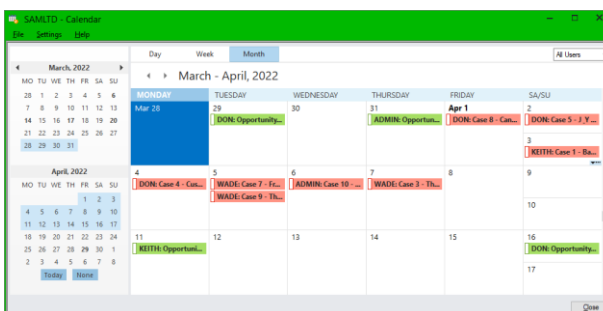 SAMLTD - Calendar
File Settings Help
Day Week Month All Users
March, 2022
MO TU WE TH FR SA SU
28 1 2 3 4 5 6
7 8 9 10 11 12 13
14 15 16 17 18 19 20
21 22 23 24 25 26 27
28 29 30 31
April, 2022
MO TU WE TH FR SA SU
1 2 3
4 5 6 7 8 9 10
11 12 13 14 15 16 17
18 19 20 21 22 23 24
25 26 27 28 29 30 1
2 3 4 5 6 7 8
Today None
March - April, 2022
MONDAY TUESDAY WEDNESDAY THURSDAY FRIDAY SA/SU
Mar 28 29 30 31 Apr 1 2
DON: Opportunity... ADMIN: Opportun... DON: Case 8 - Can... DON: Case 5 - J_Y...
3
KEITH: Case 1 - Ba...
4 5 6 7 8 9
DON: Case 4 - Cus... WADE: Case 7 - Fc... ADMIN: Case 10 - ... WADE: Case 3 - Th...
WADE: Case 9 - Th...
10
11 12 13 14 15 16
KEITH: Opportuni... DON: Opportunity...
17
Close